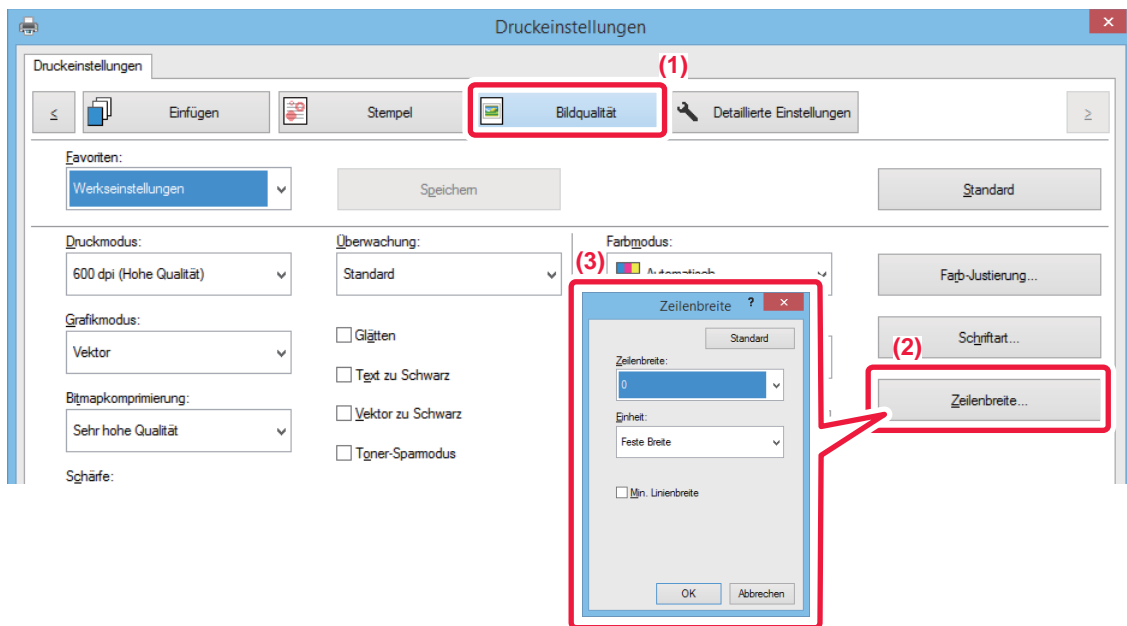 Druckeinstellungen
Druckeinstellungen
(1)
< Einfügen Stempel Bildqualität Detaillierte Einstellungen >
Favoriten:
Werkseinstellungen Speichern Standard
Druckmodus: Überwachung: Farbmodus:
600 dpi (Hohe Qualität) Standard (3) Automatisch Farb-Justierung...
Grafikmodus:
Vektor
Bitmapkomprimierung:
Sehr hohe Qualität
Schärfe:
Glätten
Text zu Schwarz
Vektor zu Schwarz
Toner-Sparmodus
Schriftart...
(2)
Zeilenbreite...
Zeilenbreite ? ×
Standard
Zeilenbreite:
0
Einheit:
Feste Breite
Min. Linienbreite
OK Abbrechen